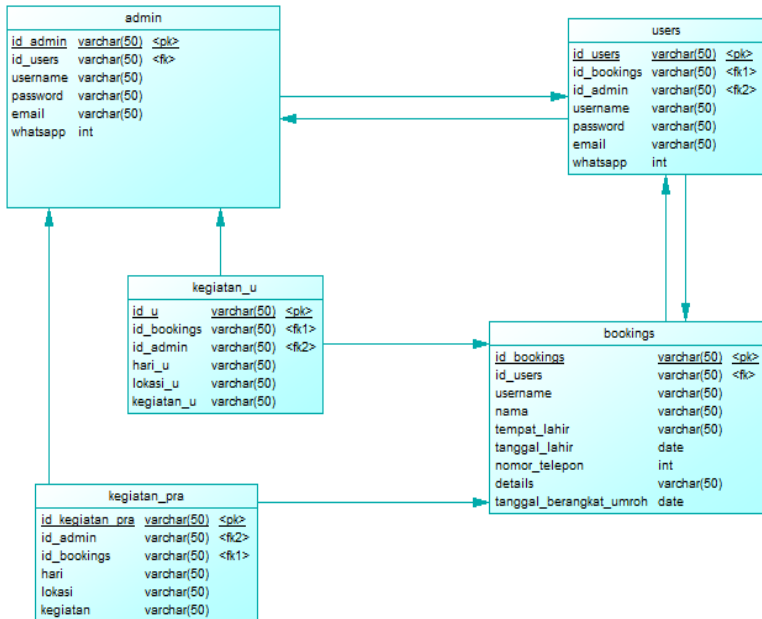 admin
id_admin varchar(50) <pk>
id_users varchar(50) <fk>
username varchar(50)
password varchar(50)
email varchar(50)
whatsapp int
users
id_users varchar(50) <pk>
id_bookings varchar(50) <fk1>
id_admin varchar(50) <fk2>
username varchar(50)
password varchar(50)
email varchar(50)
whatsapp int
kegiatan_u
id_u varchar(50) <pk>
id_bookings varchar(50) <fk1>
id_admin varchar(50) <fk2>
hari_u varchar(50)
lokasi_u varchar(50)
kegiatan_u varchar(50)
bookings
id_bookings varchar(50) <pk>
id_users varchar(50) <fk>
username varchar(50)
nama varchar(50)
tempat_lahir varchar(50)
tanggal_lahir date
nomor_telepon int
details varchar(50)
tanggal_berangkat_umroh date
kegiatan_pra
id_kegiatan_pra varchar(50) <pk>
id_admin varchar(50) <fk2>
id_bookings varchar(50) <fk1>
hari varchar(50)
lokasi varchar(50)
kegiatan varchar(50)